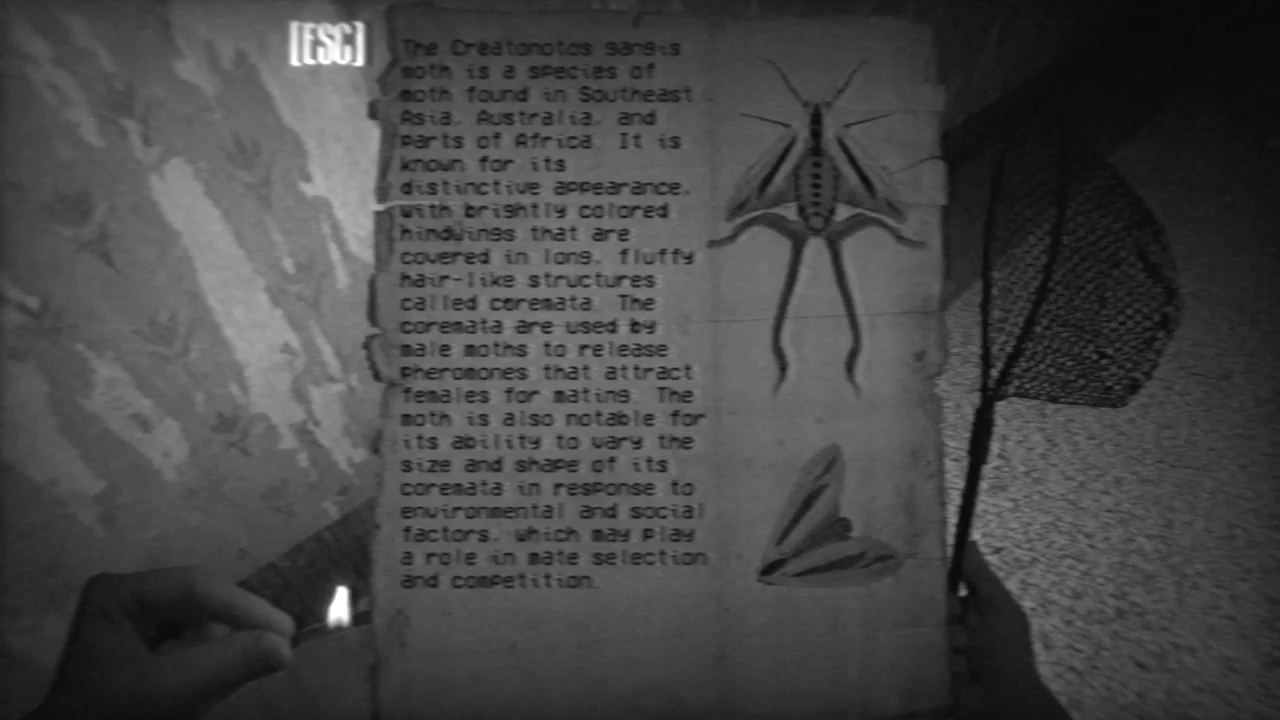 [ESC]
The Creatonotos gangis
moth is a species of
moth found in Southeast
Asia, Australia, and
parts of Africa. It is
known for its
distinctive appearance,
with brightly colored
hindwings that are
covered in long, fluffy
hair-like structures
called coremata. The
coremata are used by
male moths to release
pheromones that attract
females for mating. The
moth is also notable for
its ability to vary the
size and shape of its
coremata in response to
environmental and social
factors, which may play
a role in mate selection
and competition.